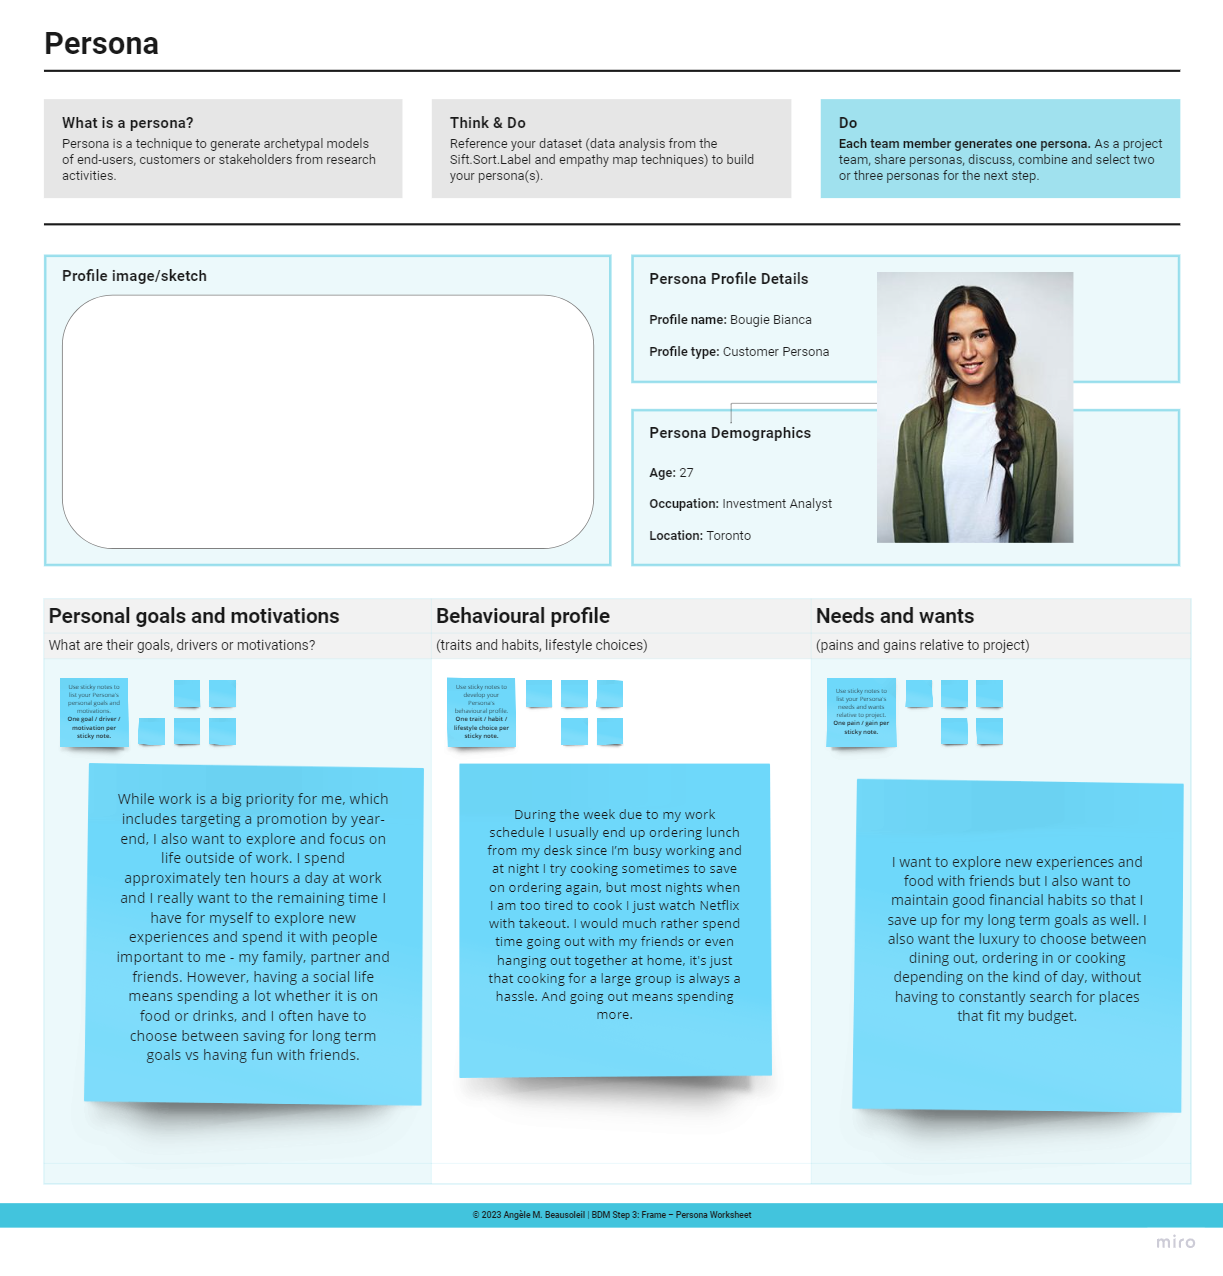 Persona
What is a persona?
Persona is a technique to generate archetypal models
of end-users, customers or stakeholders from research
activities.
Think & Do
Reference your dataset (data analysis from the
Sift.Sort.Label and empathy map techniques) to build
your persona(s).
Do
Each team member generates one persona. As a project
team, share personas, discuss, combine and select two
or three personas for the next step.
Profile image/sketch
Persona Profile Details
Profile name: Bougie Bianca
Profile type: Customer Persona
Persona Demographics
Age: 27
Occupation: Investment Analyst
Location: Toronto
Personal goals and motivations
What are their goals, drivers or motivations?
Use sticky notes to
list your Persona's
personal goals and
motivations.
One goal / driver /
motivation per
sticky note.
While work is a big priority for me, which
includes targeting a promotion by year-
end, I also want to explore and focus on
life outside of work. I spend
approximately ten hours a day at work
and I really want to the remaining time I
have for myself to explore new
experiences and spend it with people
important to me - my family, partner and
friends. However, having a social life
means spending a lot whether it is on
food or drinks, and I often have to
choose between saving for long term
goals vs having fun with friends.
Behavioural profile
(traits and habits, lifestyle choices)
Use sticky notes to
develop your
Persona's
behavioural profile.
One trait / habit /
lifestyle choice per
sticky note.
During the week due to my work
schedule I usually end up ordering lunch
from my desk since I'm busy working and
at night I try cooking sometimes to save
on ordering again, but most nights when
I am too tired to cook I just watch Netflix
with takeout. I would much rather spend
time going out with my friends or even
hanging out together at home, it's just
that cooking for a large group is always a
hassle. And going out means spending
more.
Needs and wants
(pains and gains relative to project)
Use sticky notes to
list your Persona's
needs and wants
relative to project.
One pain / gain per
sticky note.
I want to explore new experiences and
food with friends but I also want to
maintain good financial habits so that I
save up for my long term goals as well. I
also want the luxury to choose between
dining out, ordering in or cooking
depending on the kind of day, without
having to constantly search for places
that fit my budget.
© 2023 Angèle M. Beausoleil | BDM Step 3: Frame – Persona Worksheet
miro